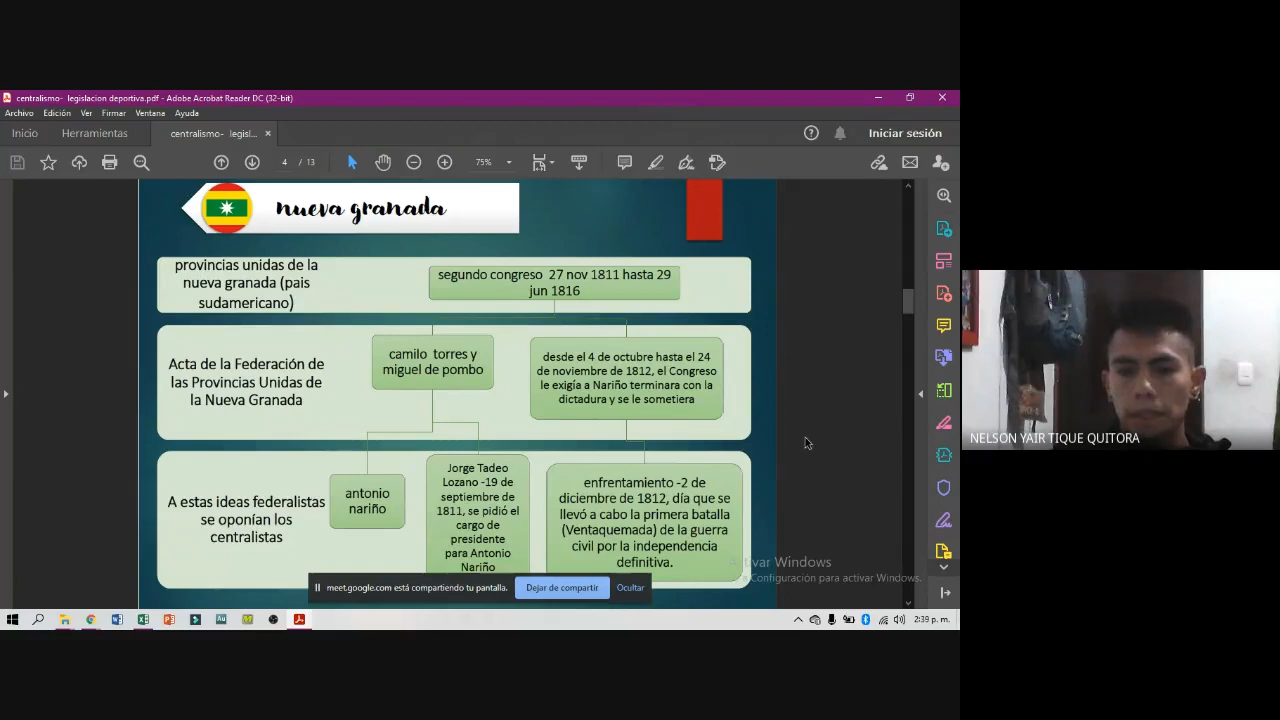 centralismo-  legislacion deportiva.pdf - Adobe Acrobat Reader DC (32-bit)
Archivo Edición Ver Firmar Ventana Ayuda
Inicio Herramientas centralismo- legisl... Iniciar sesión
4 / 13 75%
nueva granada
provincias unidas de la
nueva granada (pais
sudamericano)
segundo congreso 27 nov 1811 hasta 29
jun 1816
Acta de la Federación de
las Provincias Unidas de
la Nueva Granada
camilo torres y
miguel de pombo
desde el 4 de octubre hasta el 24
de noviembre de 1812, el Congreso
le exigía a Nariño terminara con la
dictadura y se le sometiera
A estas ideas federalistas
se oponían los
centralistas
antonio
nariño
Jorge Tadeo
Lozano -19 de
septiembre de
1811, se pidió el
cargo de
presidente
para Antonio
Nariño
enfrentamiento -2 de
diciembre de 1812, día que se
llevó a cabo la primera batalla
(Ventaquemada) de la guerra
civil por la independencia
definitiva.
Activar Windows
Configuración para activar Windows.
meet.google.com está compartiendo tu pantalla. Dejar de compartir Ocultar
2:39 p. m.
NELSON YAIR TIQUE QUITORA